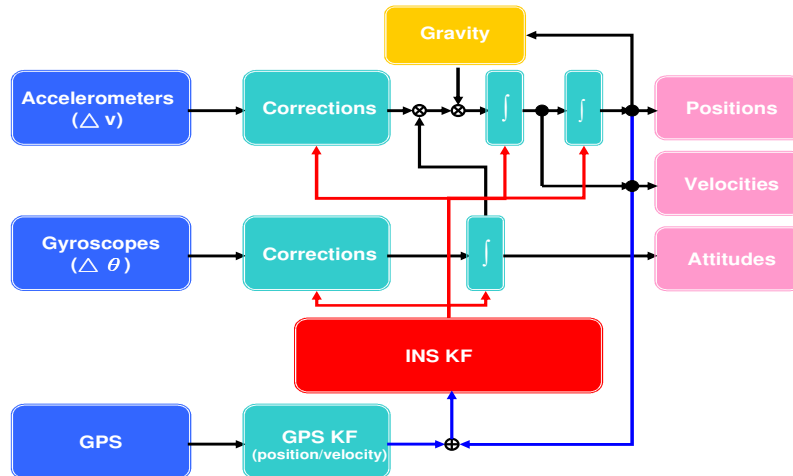 Gravity
Accelerometers
(△ v)
Corrections
∫
∫
Positions
Velocities
Gyroscopes
(△ θ)
Corrections
∫
Attitudes
INS KF
GPS
GPS KF
(position/velocity)